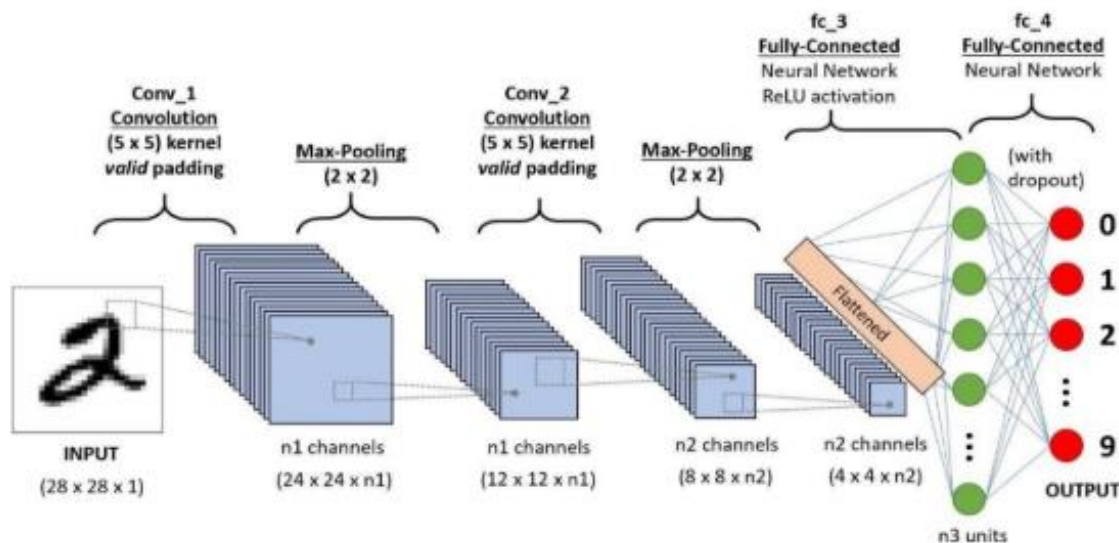 Conv_1
Convolution
(5 x 5) kernel
valid padding
Max-Pooling
(2 x 2)
Conv_2
Convolution
(5 x 5) kernel
valid padding
Max-Pooling
(2 x 2)
fc_3
Fully-Connected
Neural Network
ReLU activation
fc_4
Fully-Connected
Neural Network
(with
dropout)
Flattened
0
1
2
9
OUTPUT
2
INPUT
(28 x 28 x 1)
n1 channels
(24 x 24 x n1)
n1 channels
(12 x 12 x n1)
n2 channels
(8 x 8 x n2)
n2 channels
(4 x 4 x n2)
n3 units